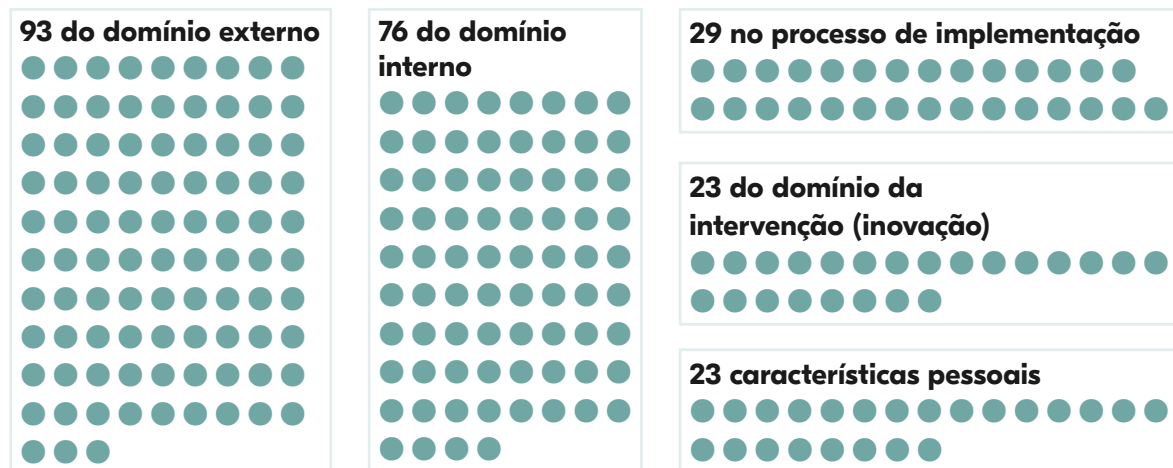 93 do domínio externo
76 do domínio
interno
29 no processo de implementação
23 do domínio da
intervenção (inovação)
23 características pessoais